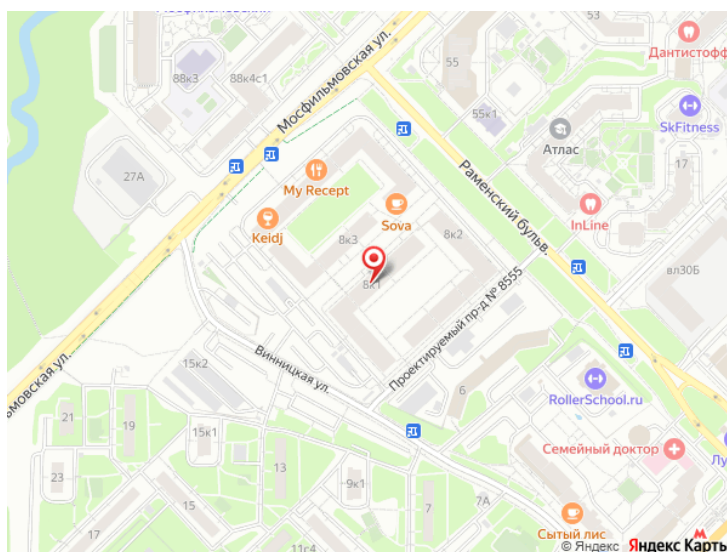 53
Дантистофф
88к3
88к4с1
Мосфильмовская ул.
55
55к1
SkFitness
Атлас
17
27А
My Recept
Раменский бульв.
InLine
Sova
Keidj
8к3
8к2
вл30Б
8к1
Проектируемый пр-д № 8555
Винницкая ул.
15к2
6
RollerSchool.ru
21
19
15к1
Семейный доктор
13
23
9к1
7
7А
Сытый лис
17
15
11с4
© Яндекс Яндекс Карты